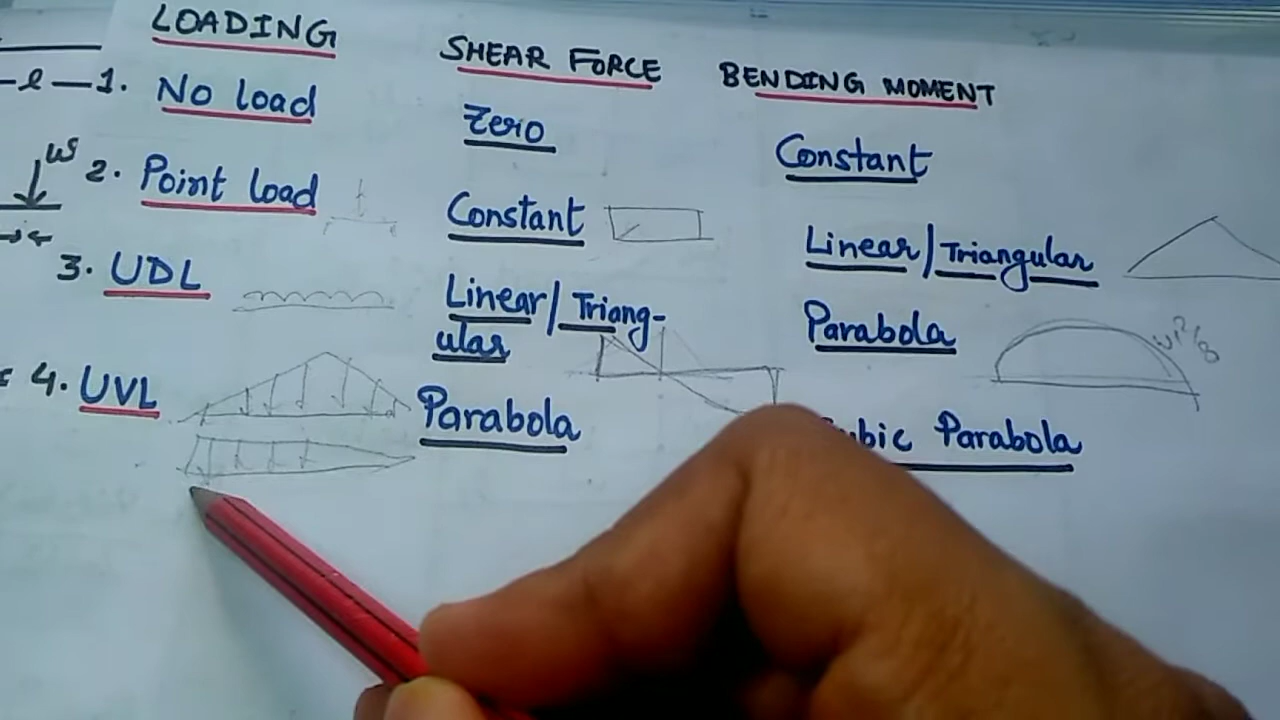 LOADING SHEAR FORCE BENDING MOMENT
-l-1. No load Zero Constant
w 2. Point load Constant Linear/Triangular
3. UDL Linear/Triang-
ular Parabola
4. UVL Parabola Cubic Parabola